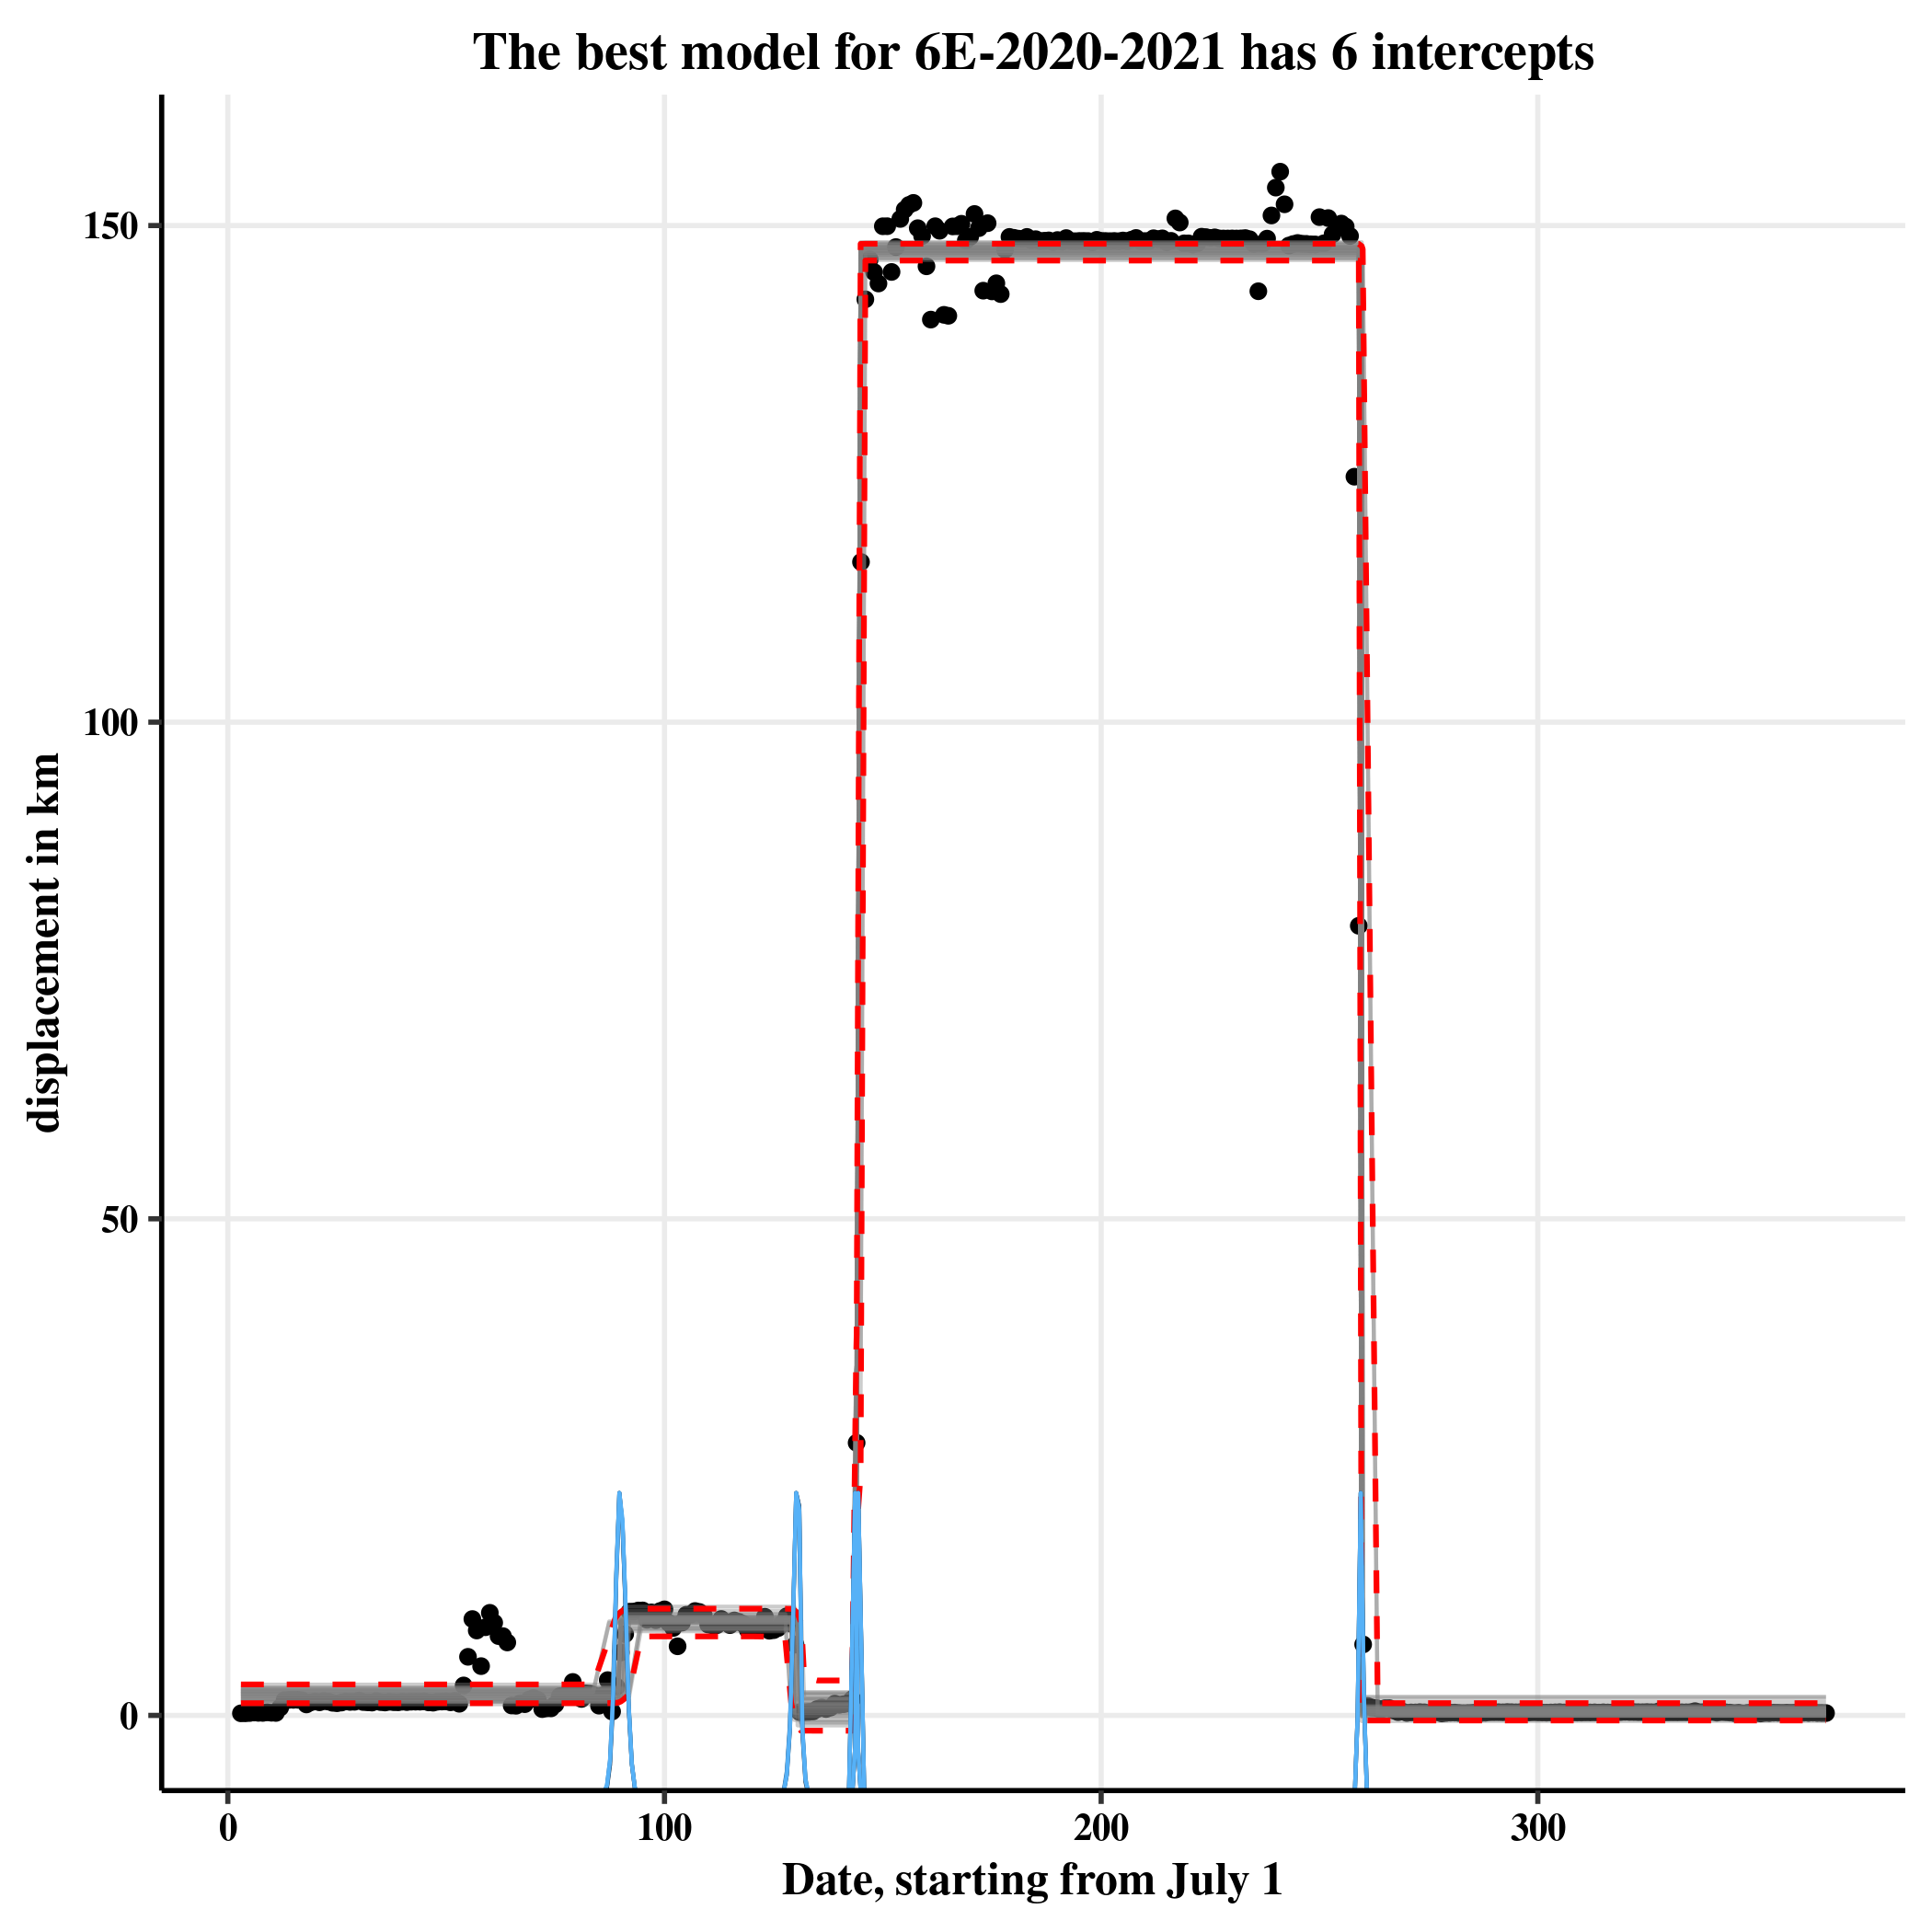 The best model for 6E-2020-2021 has 6 intercepts
150
100
50
0
displacement in km
0 100 200 300
Date, starting from July 1